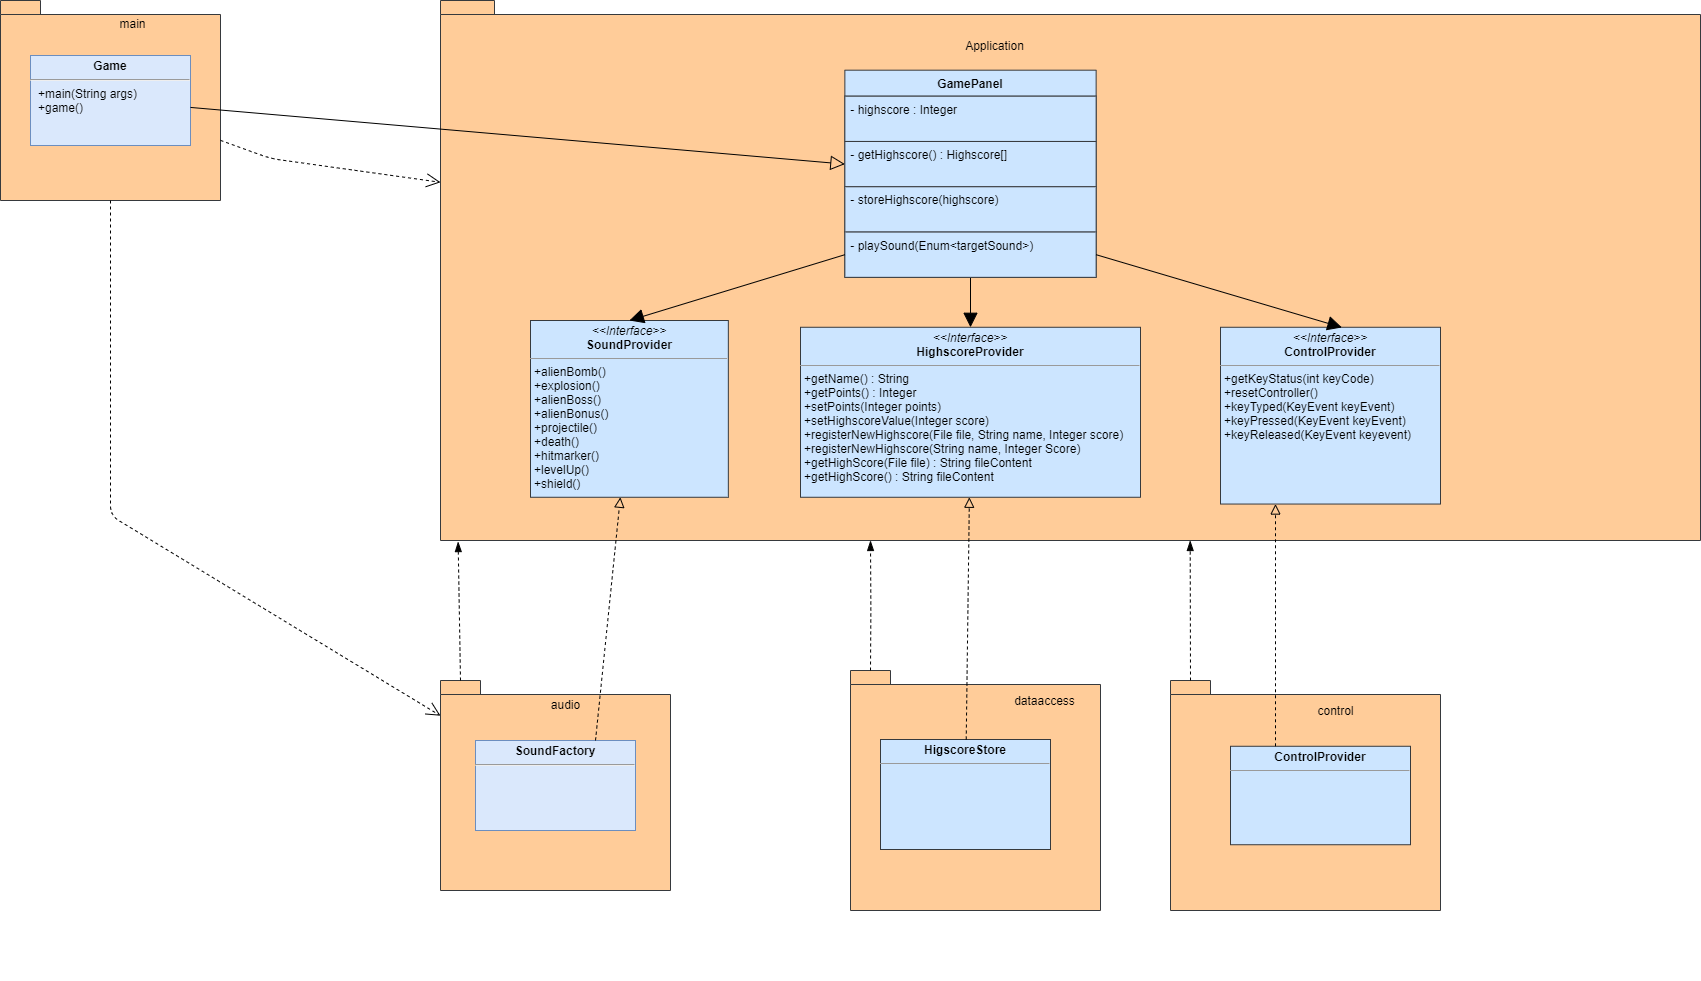 main
Game
+main(String args)
+game()
Application
GamePanel
- highscore : Integer
- getHighscore() : Highscore[]
- storeHighscore(highscore)
- playSound(Enum<targetSound>)
<<Interface>>
SoundProvider
+alienBomb()
+explosion()
+alienBoss()
+alienBonus()
+projectile()
+death()
+hitmarker()
+levelUp()
+shield()
<<Interface>>
HighscoreProvider
+getName() : String
+getPoints() : Integer
+setPoints(Integer points)
+setHighscoreValue(Integer score)
+registerNewHighscore(File file, String name, Integer score)
+registerNewHighscore(String name, Integer Score)
+getHighScore(File file) : String fileContent
+getHighScore() : String fileContent
<<Interface>>
ControlProvider
+getKeyStatus(int keyCode)
+resetController()
+keyTyped(KeyEvent keyEvent)
+keyPressed(KeyEvent keyEvent)
+keyReleased(KeyEvent keyevent)
audio
SoundFactory
dataaccess
HigscoreStore
control
ControlProvider